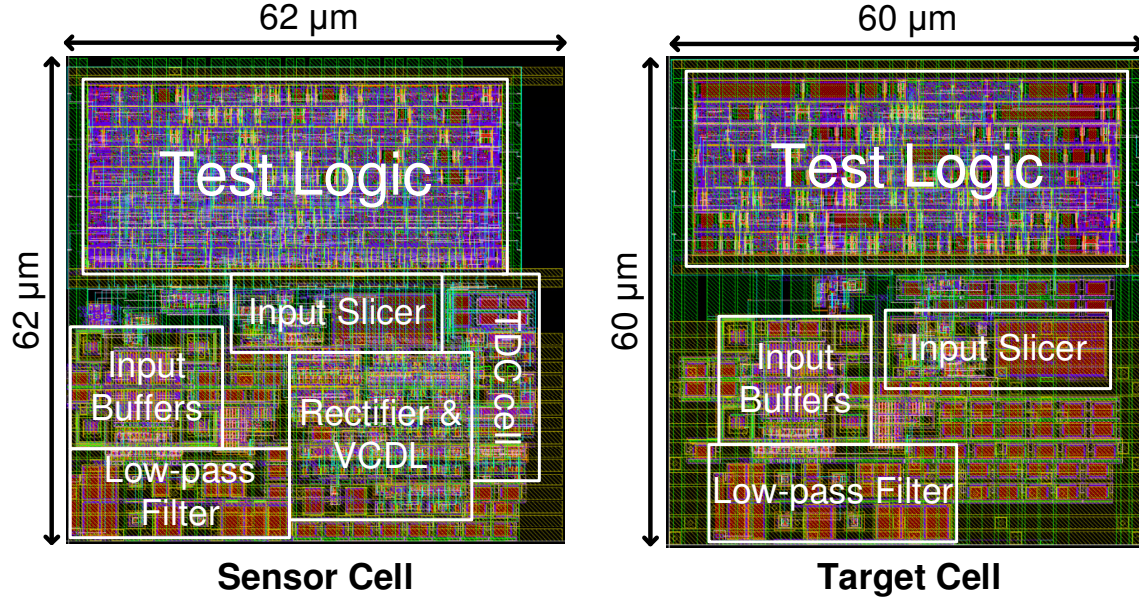 62 µm
60 µm
62 µm
60 µm
Test Logic
Test Logic
Input Slicer
TDC cell
Input
Buffers
Rectifier &
VCDL
Low-pass
Filter
Input Slicer
Input
Buffers
Low-pass Filter
Sensor Cell
Target Cell